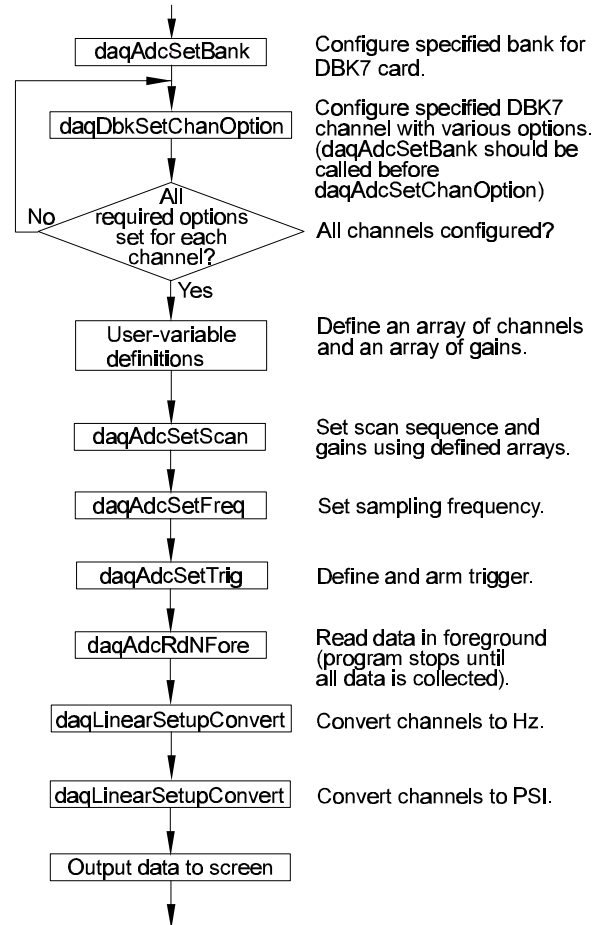 daqAdcSetBank
Configure specified bank for
DBK7 card.
daqDbkSetChanOption
Configure specified DBK7
channel with various options.
(daqAdcSetBank should be
called before
daqAdcSetChanOption)
No
All
required options
set for each
channel?
All channels configured?
Yes
User-variable
definitions
Define an array of channels
and an array of gains.
daqAdcSetScan
Set scan sequence and
gains using defined arrays.
daqAdcSetFreq
Set sampling frequency.
daqAdcSetTrig
Define and arm trigger.
daqAdcRdNFore
Read data in foreground
(program stops until
all data is collected).
daqLinearSetupConvert
Convert channels to Hz.
daqLinearSetupConvert
Convert channels to PSI.
Output data to screen